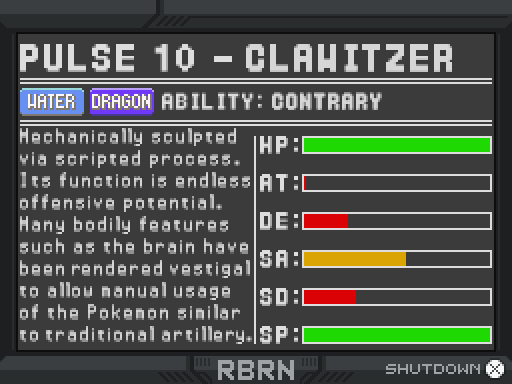 PULSE 10 - CLAWITZER
WATER DRAGON ABILITY: CONTRARY
Mechanically sculpted
via scripted process.
Its function is endless
offensive potential.
Many bodily features
such as the brain have
been rendered vestigal
to allow manual usage
of the Pokemon similar
to traditional artillery.
HP:
AT:
DE:
SA:
SD:
SP:
RBRN
SHUTDOWN